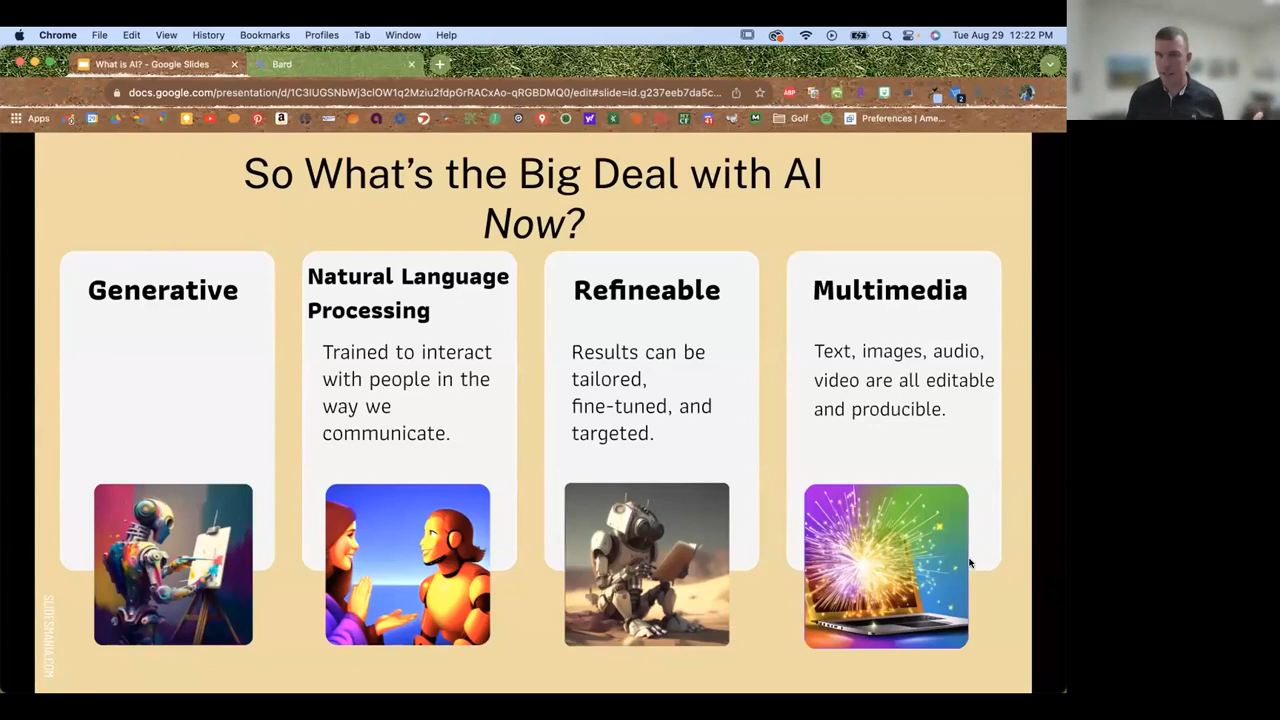 Chrome File Edit View History Bookmarks Profiles Tab Window Help Tue Aug 29 12:22 PM
What is AI? - Google Slides Bard
docs.google.com/presentation/d/1C3IUGSNbWj3clOW1q2Mziu2fdpGrRACxAo-qRGBDMQ0/edit#slide=id.g237eeb7da5c...
Apps Golf Preferences | Ame...
So What's the Big Deal with AI
Now?
Generative
Natural Language
Processing
Trained to interact
with people in the
way we
communicate.
Refineable
Results can be
tailored,
fine-tuned, and
targeted.
Multimedia
Text, images, audio,
video are all editable
and producible.
SLIDESMANIA.COM